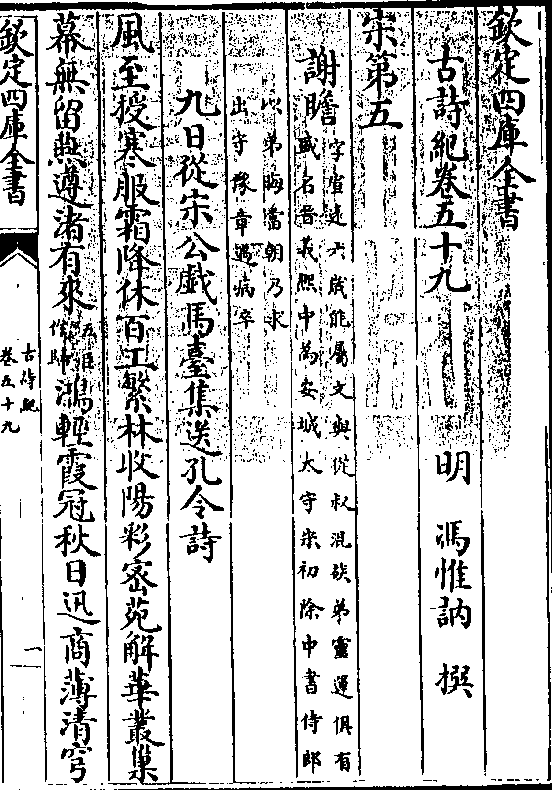 欽定四庫全書
古詩紀卷五十九
明 馮惟訥 撰
宋第五
謝瞻
字宣遠六歲能屬文與從叔混族弟靈運俱有
盛名晉義熙中為安城太守宋初除中書侍郎
以弟晦當朝乃求
出守豫章遇病卒
九日從宋公戲馬臺集送孔令詩
風至授寒服霜降休百工繁林收陽彩密苑解華叢巢
幕無留燕遵渚有來
五臣
作歸
鴻輕霞冠秋日迅商薄清穹
欽定四庫全書
古詩紀
卷五十九
一